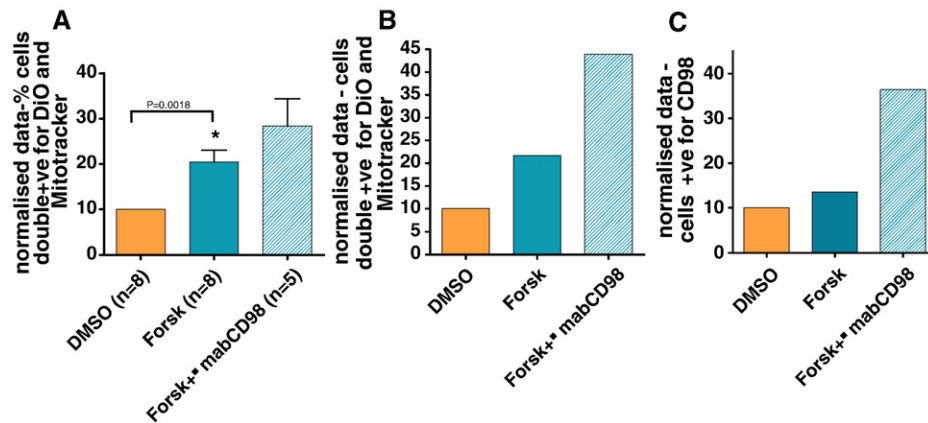 A
normalised data-% cells
double+ve for DiO and
Mitotracker
40
30
20
10
0
P=0.0018
*
DMSO (n=8)
Forsk (n=8)
Forsk+▪ mabCD98 (n=5)
B
normalised data - cells
double +ve for DiO and
Mitotracker
45
40
35
30
25
20
15
10
5
0
DMSO
Forsk
Forsk+▪ mabCD98
C
normalised data -
cells +ve for CD98
40
30
20
10
0
DMSO
Forsk
Forsk+▪ mabCD98